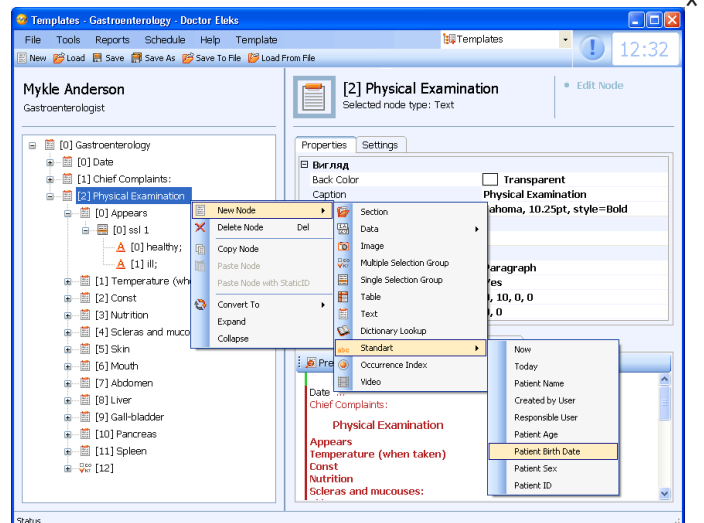 X
Templates - Gastroenterology - Doctor Eleks
File Tools Reports Schedule Help Template
Templates
12:32
New Load Save Save As Save To File Load From File
Mykle Anderson
Gastroenterologist
[2] Physical Examination
Selected node type: Text
Edit Node
[0] Gastroenterology
[0] Date
[1] Chief Complaints:
[2] Physical Examination
[0] Appears
[0] ssl 1
[0] healthy;
[1] ill;
[1] Temperature (wh
[2] Const
[3] Nutrition
[4] Scleras and muco
[5] Skin
[6] Mouth
[7] Abdomen
[8] Liver
[9] Gall-bladder
[10] Pancreas
[11] Spleen
[12]
Properties Settings
Вигляд
Back Color Transparent
Caption Physical Examination
ahoma, 10.25pt, style=Bold
aragraph
es
, 10, 0, 0
, 0
New Node
Delete Node Del
Copy Node
Paste Node
Paste Node with StaticID
Convert To
Expand
Collapse
Section
Data
Image
Multiple Selection Group
Single Selection Group
Table
Text
Dictionary Lookup
abc Standart
Occurrence Index
Video
Now
Today
Patient Name
Created by User
Responsible User
Patient Age
Patient Birth Date
Patient Sex
Patient ID
Pre
Date ...
Chief Complaints:
Physical Examination
Appears
Temperature (when taken)
Const
Nutrition
Scleras and mucouses:
Status